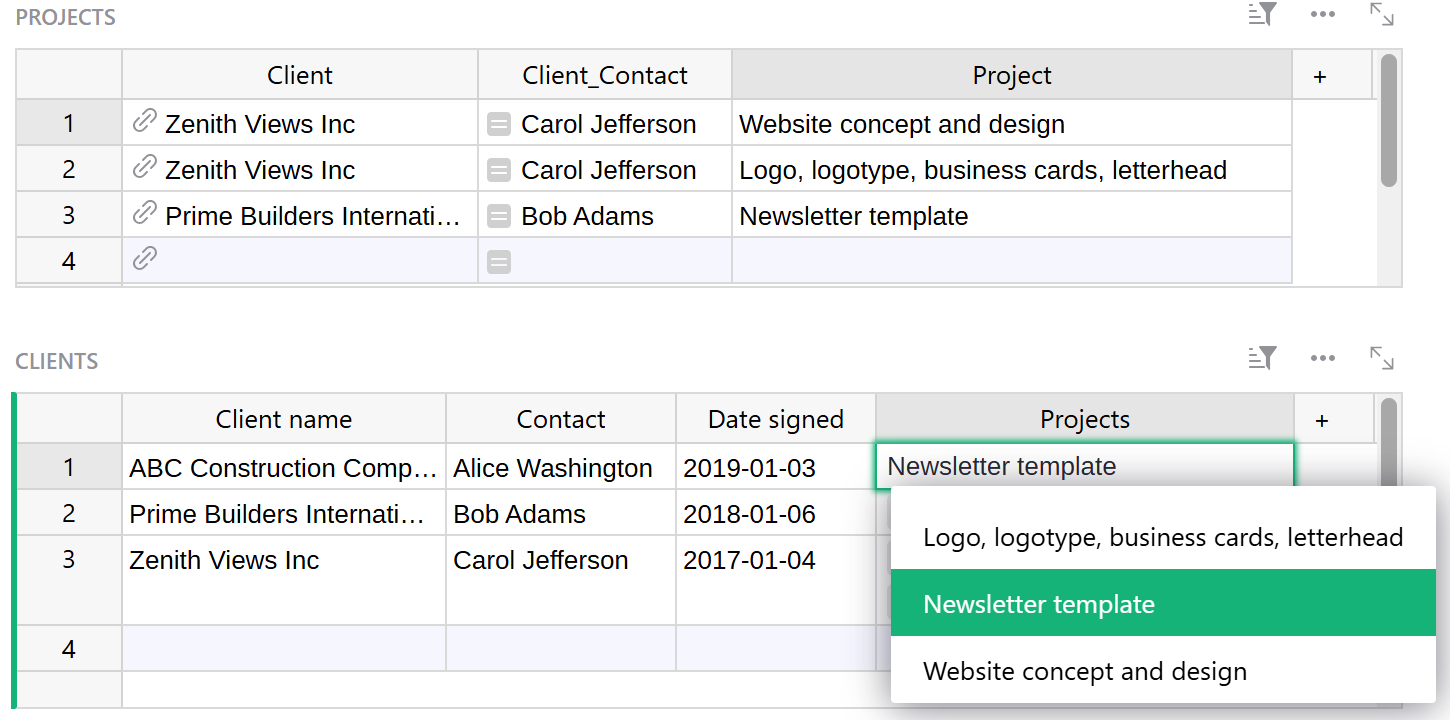 PROJECTS
Client Client_Contact Project +
1 Zenith Views Inc Carol Jefferson Website concept and design
2 Zenith Views Inc Carol Jefferson Logo, logotype, business cards, letterhead
3 Prime Builders Internati… Bob Adams Newsletter template
4
CLIENTS
Client name Contact Date signed Projects +
1 ABC Construction Comp… Alice Washington 2019-01-03 Newsletter template
2 Prime Builders Internati… Bob Adams 2018-01-06
Logo, logotype, business cards, letterhead
3 Zenith Views Inc Carol Jefferson 2017-01-04
Newsletter template
4
Website concept and design